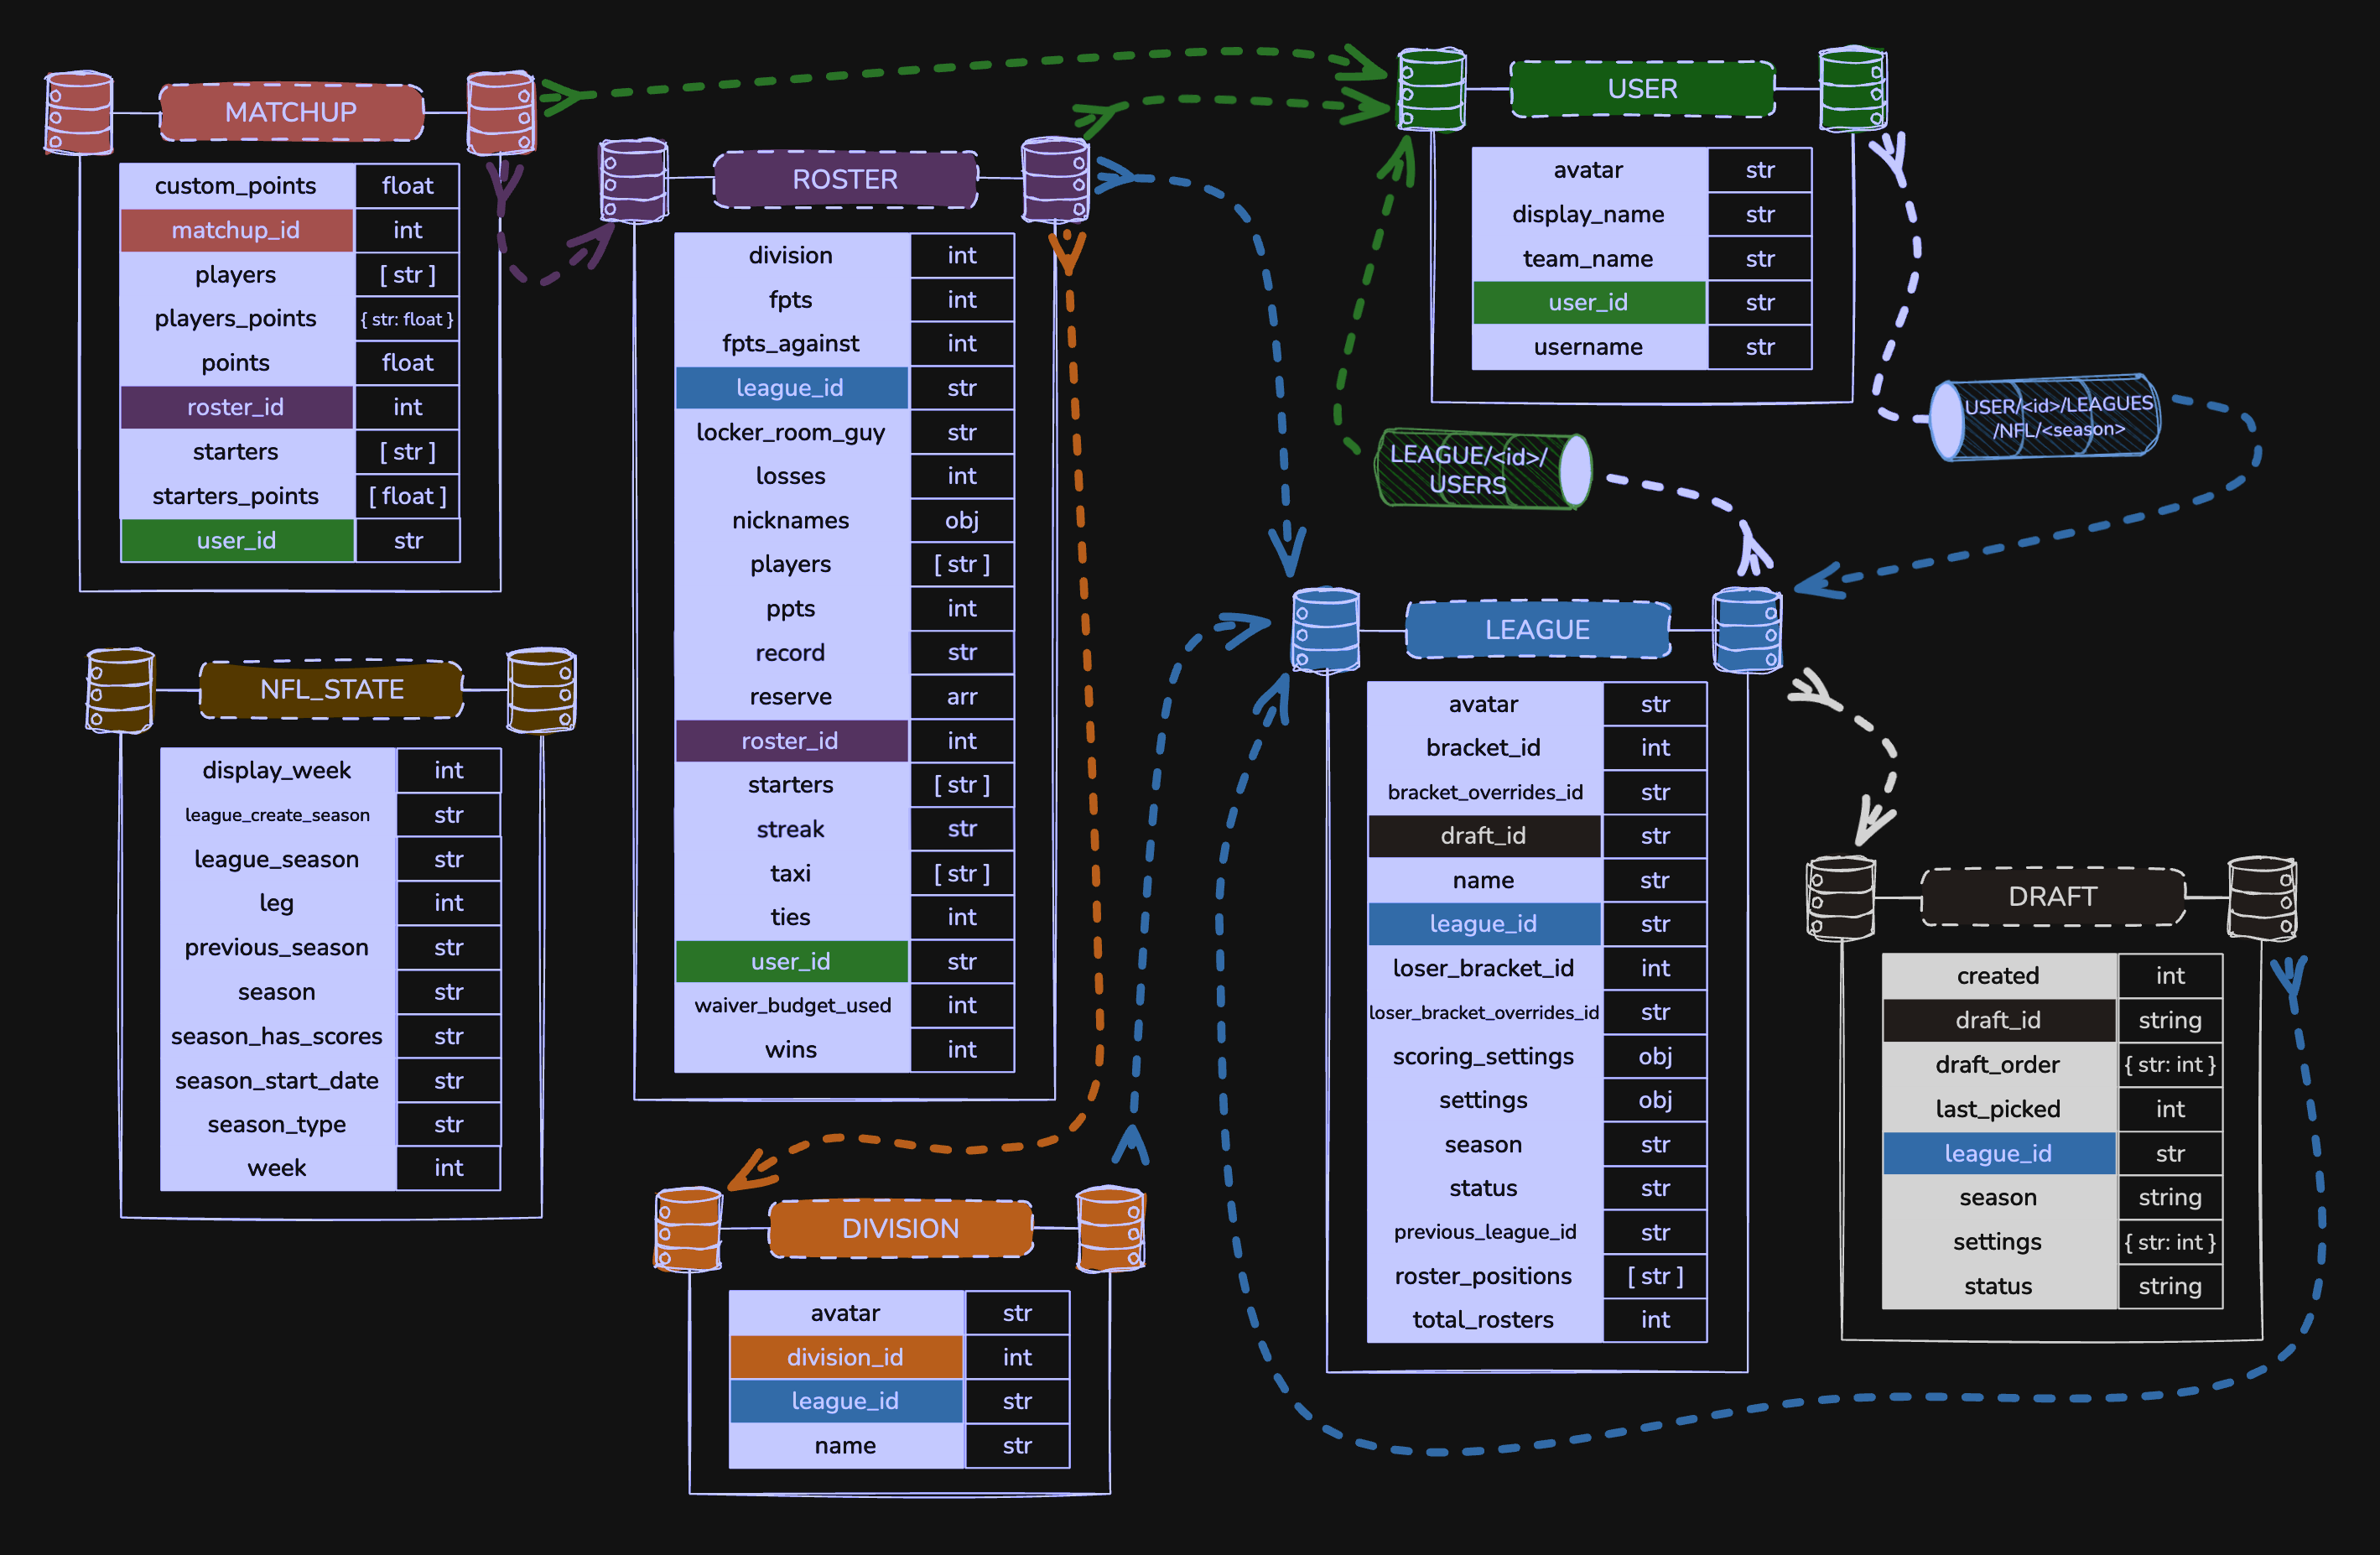 MATCHUP
custom_points float
matchup_id int
players [ str ]
players_points { str: float }
points float
roster_id int
starters [ str ]
starters_points [ float ]
user_id str
NFL_STATE
display_week int
league_create_season str
league_season str
leg int
previous_season str
season str
season_has_scores str
season_start_date str
season_type str
week int
ROSTER
division int
fpts int
fpts_against int
league_id str
locker_room_guy str
losses int
nicknames obj
players [ str ]
ppts int
record str
reserve arr
roster_id int
starters [ str ]
streak str
taxi [ str ]
ties int
user_id str
waiver_budget_used int
wins int
DIVISION
avatar str
division_id int
league_id str
name str
USER
avatar str
display_name str
team_name str
user_id str
username str
LEAGUE/<id>/
USERS
USER/<id>/LEAGUES
/NFL/<season>
LEAGUE
avatar str
bracket_id int
bracket_overrides_id str
draft_id str
name str
league_id str
loser_bracket_id int
loser_bracket_overrides_id str
scoring_settings obj
settings obj
season str
status str
previous_league_id str
roster_positions [ str ]
total_rosters int
DRAFT
created int
draft_id string
draft_order { str: int }
last_picked int
league_id str
season string
settings { str: int }
status string